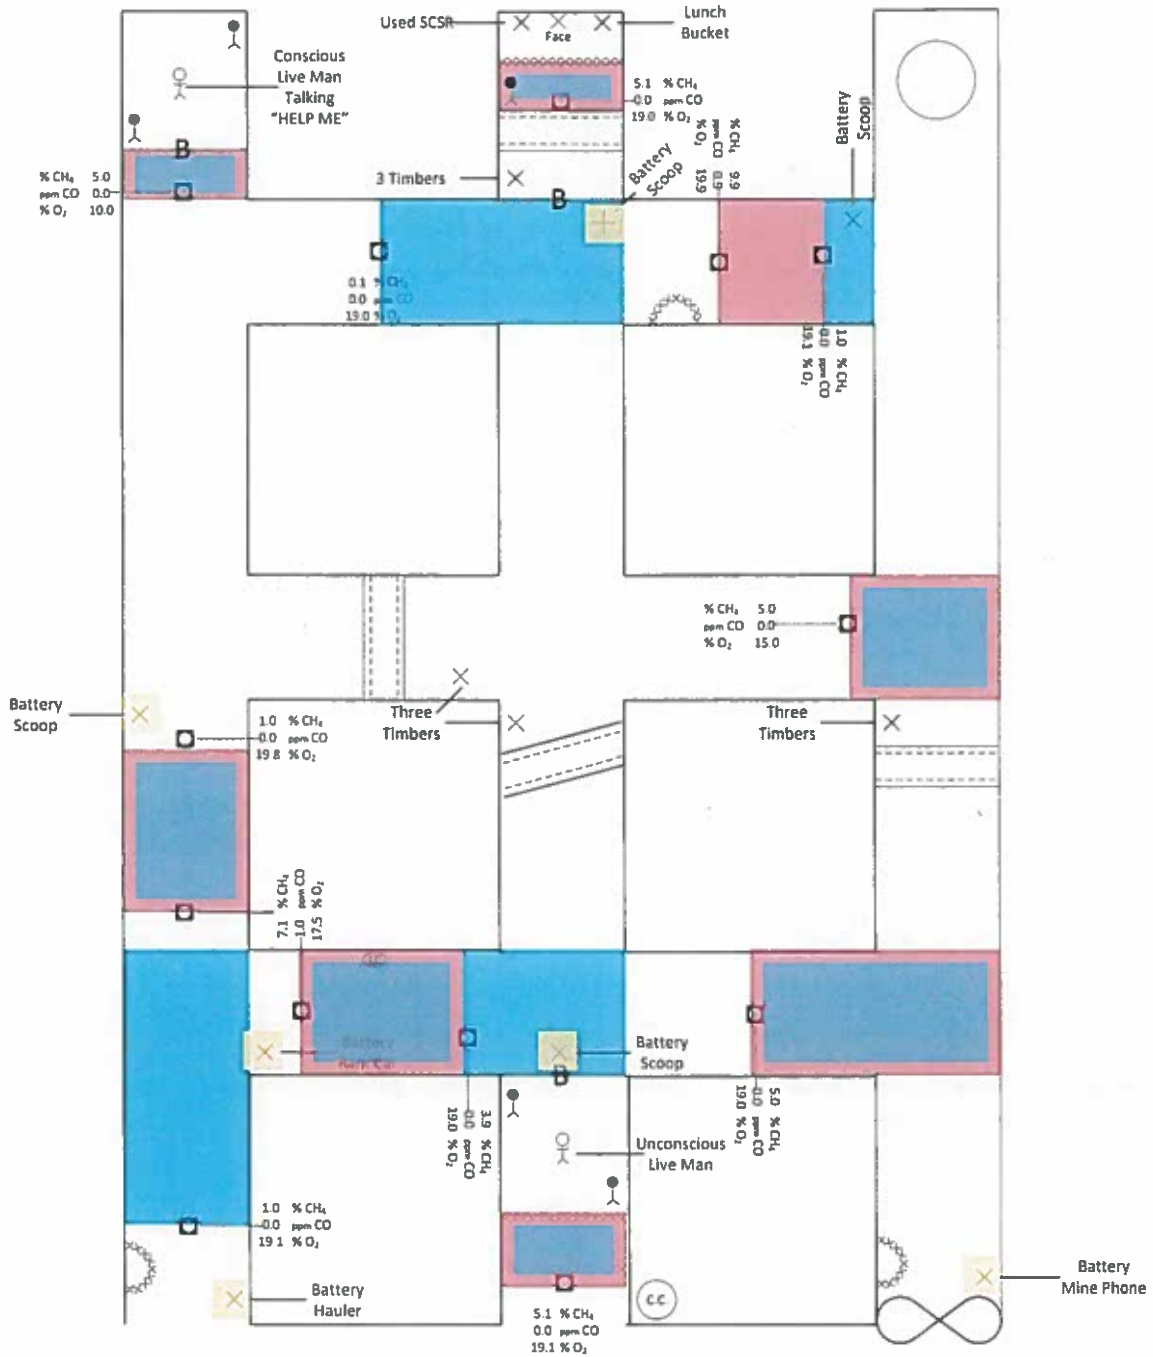 Used SCSR
Face
Lunch
Bucket
Conscious
Live Man
Talking
"HELP ME"
B
5.1 % CH₄
0.0 ppm CO
19.0 % O₂
% CH₄ 9.9
ppm CO 0.9
% O₂ 19.9
Battery
Scoop
Battery
Scoop
3 Timbers
B
% CH₄ 5.0
ppm CO 0.0
% O₂ 10.0
0.1 % CH₄
0.0 ppm CO
19.0 % O₂
1.0 % CH₄
0.0 ppm CO
19.1 % O₂
% CH₄ 5.0
ppm CO 0.0
% O₂ 15.0
Battery
Scoop
1.0 % CH₄
0.0 ppm CO
19.8 % O₂
Three
Timbers
Three
Timbers
7.1 % CH₄
1.0 ppm CO
17.5 % O₂
Battery
Battery
Scoop
B
3.9 % CH₄
0.0 ppm CO
19.0 % O₂
5.0 % CH₄
0.0 ppm CO
19.0 % O₂
Unconscious
Live Man
1.0 % CH₄
0.0 ppm CO
19.1 % O₂
Battery
Hauler
5.1 % CH₄
0.0 ppm CO
19.1 % O₂
C.C
Battery
Mine Phone